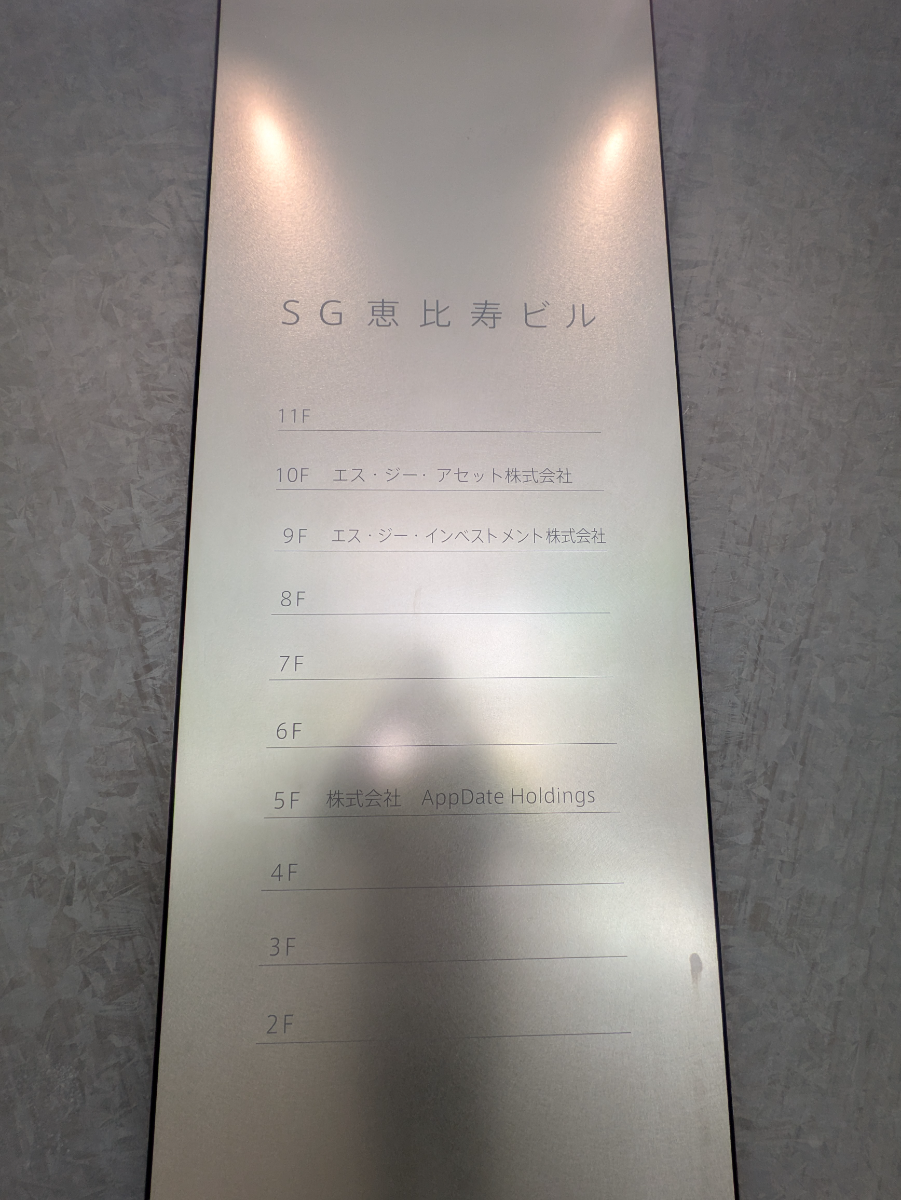 SG恵比寿ビル
11F
10F エス・ジー・アセット株式会社
9F エス・ジー・インベストメント株式会社
8F
7F
6F
5F 株式会社　AppDate Holdings
4F
3F
2F